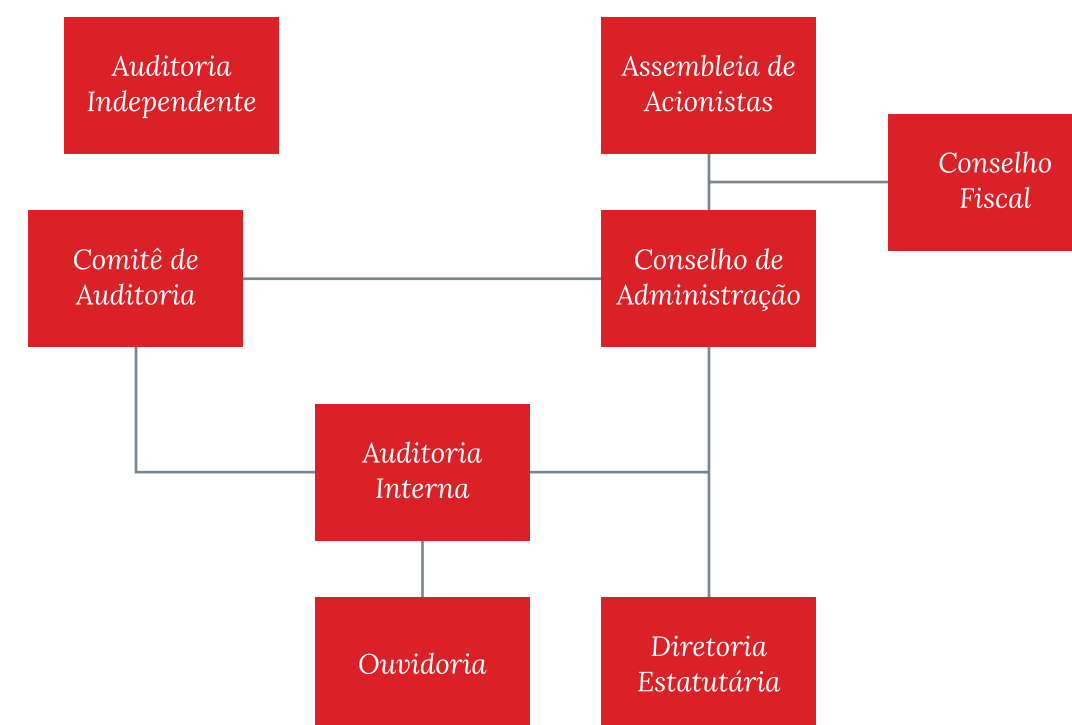 Auditoria
Independente
Assembleia de
Acionistas
Conselho
Fiscal
Comitê de
Auditoria
Conselho de
Administração
Auditoria
Interna
Ouvidoria
Diretoria
Estatutária